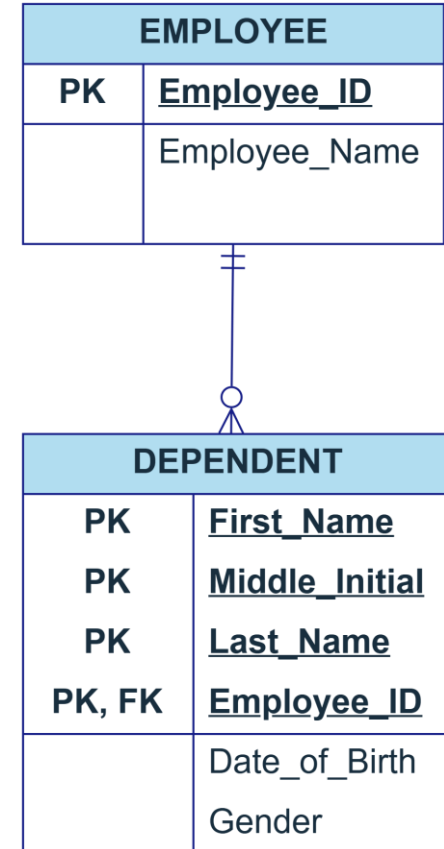 EMPLOYEE
PK Employee_ID
Employee_Name
DEPENDENT
PK First_Name
PK Middle_Initial
PK Last_Name
PK, FK Employee_ID
Date_of_Birth
Gender